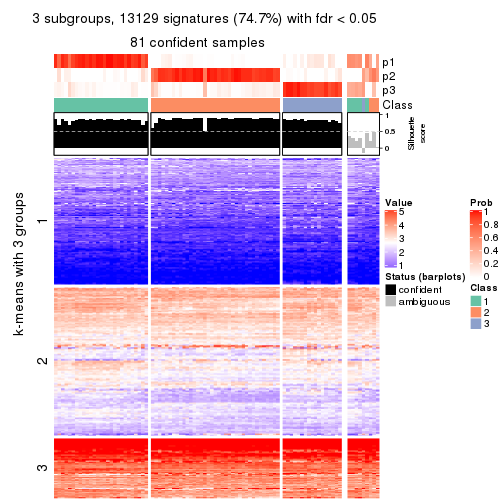 3 subgroups, 13129 signatures (74.7%) with fdr < 0.05
81 confident samples
p1
p2
p3
Class
1
0.5
0
Silhouette
score
k-means with 3 groups
1
2
3
Value
5
4
3
2
1
Status (barplots)
confident
ambiguous
Prob
1
0.8
0.6
0.4
0.2
0
Class
1
2
3